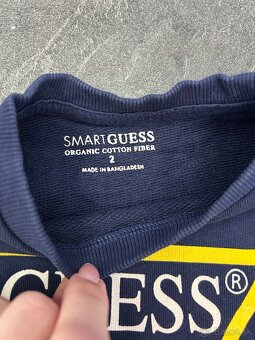 SMARTGUESS
ORGANIC COTTON FIBER
2
MADE IN BANGLADESH
GUESS®